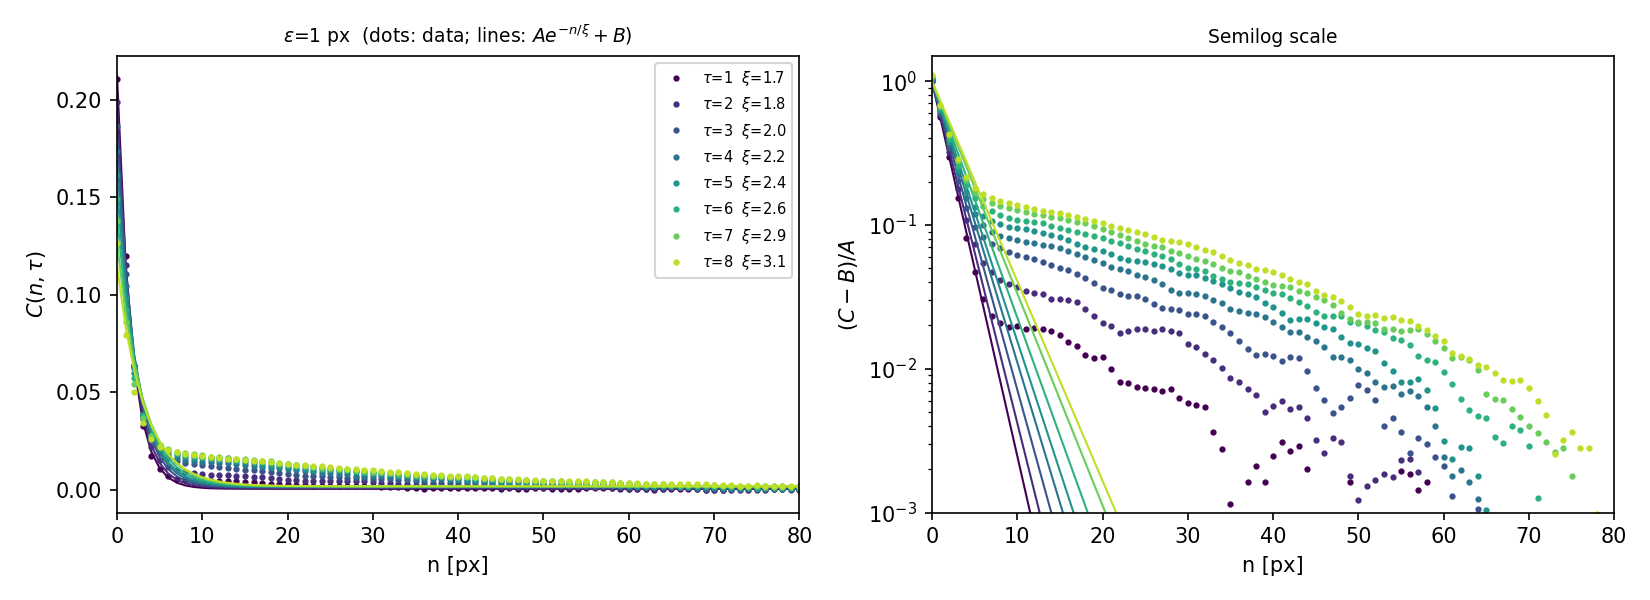 ε=1 px  (dots: data; lines: Ae^{-n/ξ} + B)
C(n, τ)
0.20
0.15
0.10
0.05
0.00
0 10 20 30 40 50 60 70 80
n [px]
τ=1 ξ=1.7
τ=2 ξ=1.8
τ=3 ξ=2.0
τ=4 ξ=2.2
τ=5 ξ=2.4
τ=6 ξ=2.6
τ=7 ξ=2.9
τ=8 ξ=3.1
Semilog scale
(C − B)/A
10⁰
10⁻¹
10⁻²
10⁻³
0 10 20 30 40 50 60 70 80
n [px]